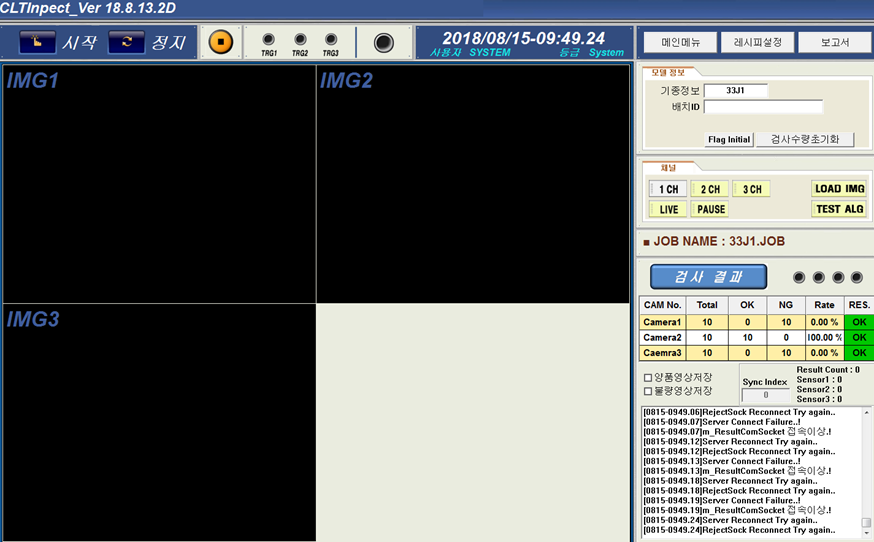 CLTInpect_Ver 18.8.13.2D
시작 정지
TRG1 TRG2 TRG3
2018/08/15-09:49.24
사용자 SYSTEM 등급 System
메인메뉴 레시피설정 보고서
IMG1 IMG2
IMG3
모델 정보
기종정보 33J1
배치ID
Flag Initial 검사수량초기화
채널
1 CH 2 CH 3 CH LOAD IMG
LIVE PAUSE TEST ALG
■ JOB NAME : 33J1.JOB
검사 결과
CAM No. Total OK NG Rate RES.
Camera1 10 0 10 0.00 % OK
Camera2 10 10 0 100.00 % OK
Caemra3 10 0 10 0.00 % OK
양품영상저장
불량영상저장
Sync Index
0
Result Count : 0
Sensor1 : 0
Sensor2 : 0
Sensor3 : 0
[0815-0949.06]RejectSock Reconnect Try again..
[0815-0949.07]Server Connect Failure..!
[0815-0949.07]m_ResultComSocket 접속이상.!
[0815-0949.12]Server Reconnect Try again..
[0815-0949.12]RejectSock Reconnect Try again..
[0815-0949.13]Server Connect Failure..!
[0815-0949.13]m_ResultComSocket 접속이상.!
[0815-0949.18]Server Reconnect Try again..
[0815-0949.18]RejectSock Reconnect Try again..
[0815-0949.19]Server Connect Failure..!
[0815-0949.19]m_ResultComSocket 접속이상.!
[0815-0949.24]Server Reconnect Try again..
[0815-0949.24]RejectSock Reconnect Try again..